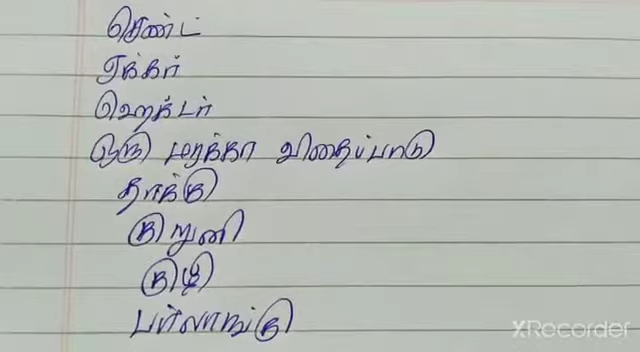 செண்ட்
ஏக்கர்
ஹெக்டர்
ஒரு மரக்கா விதைப்பாடு
தாக்கு
குறுணி
குழி
பர்லாங்கு
XRecorder